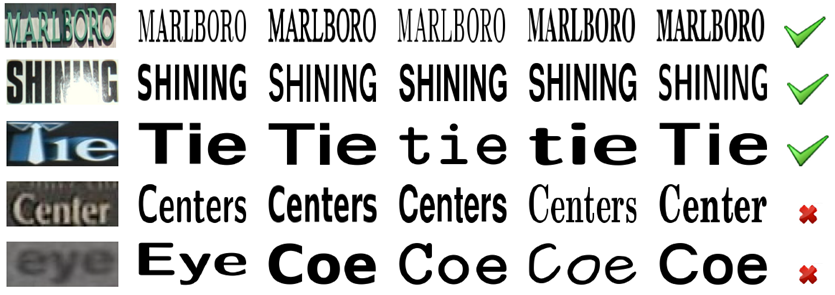 MARLBORO MARLBORO MARLBORO MARLBORO MARLBORO MARLBORO
SHINING SHINING SHINING SHINING SHINING SHINING
Tie Tie Tie tie tie Tie
Center Centers Centers Centers Centers Center
eye Eye Coe Coe Coe Coe